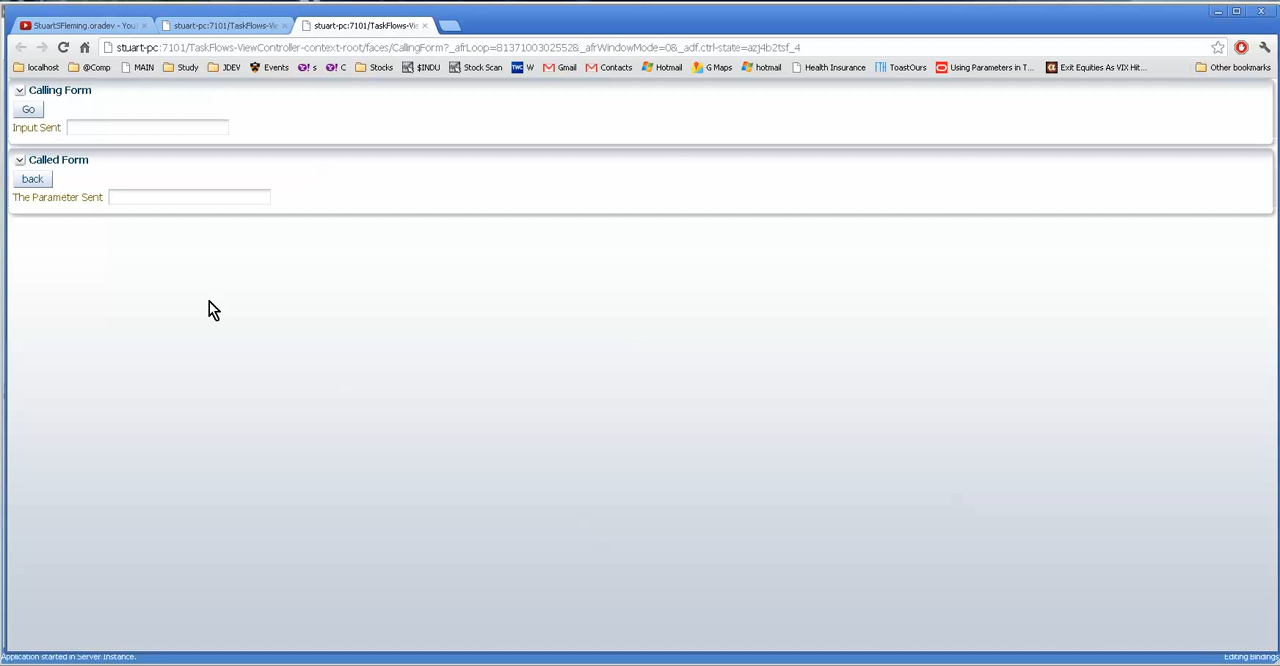 StuartSFleming.oradev - You
stuart-pc:7101/TaskFlows-Vi
stuart-pc:7101/TaskFlows-Vi
stuart-pc:7101/TaskFlows-ViewController-context-root/faces/CallingForm?_afrLoop=81371003025528&_afrWindowMode=0&_adf.ctrl-state=azj4b2tsf_4
localhost @Comp MAIN Study JDEV Events s C Stocks $INDU Stock Scan W Gmail Contacts Hotmail G Maps hotmail Health Insurance ToastOurs Using Parameters in T... Exit Equities As VIX Hit... Other bookmarks
Calling Form
Go
Input Sent
Called Form
back
The Parameter Sent
Application started in Server Instance.
Editing Bindings